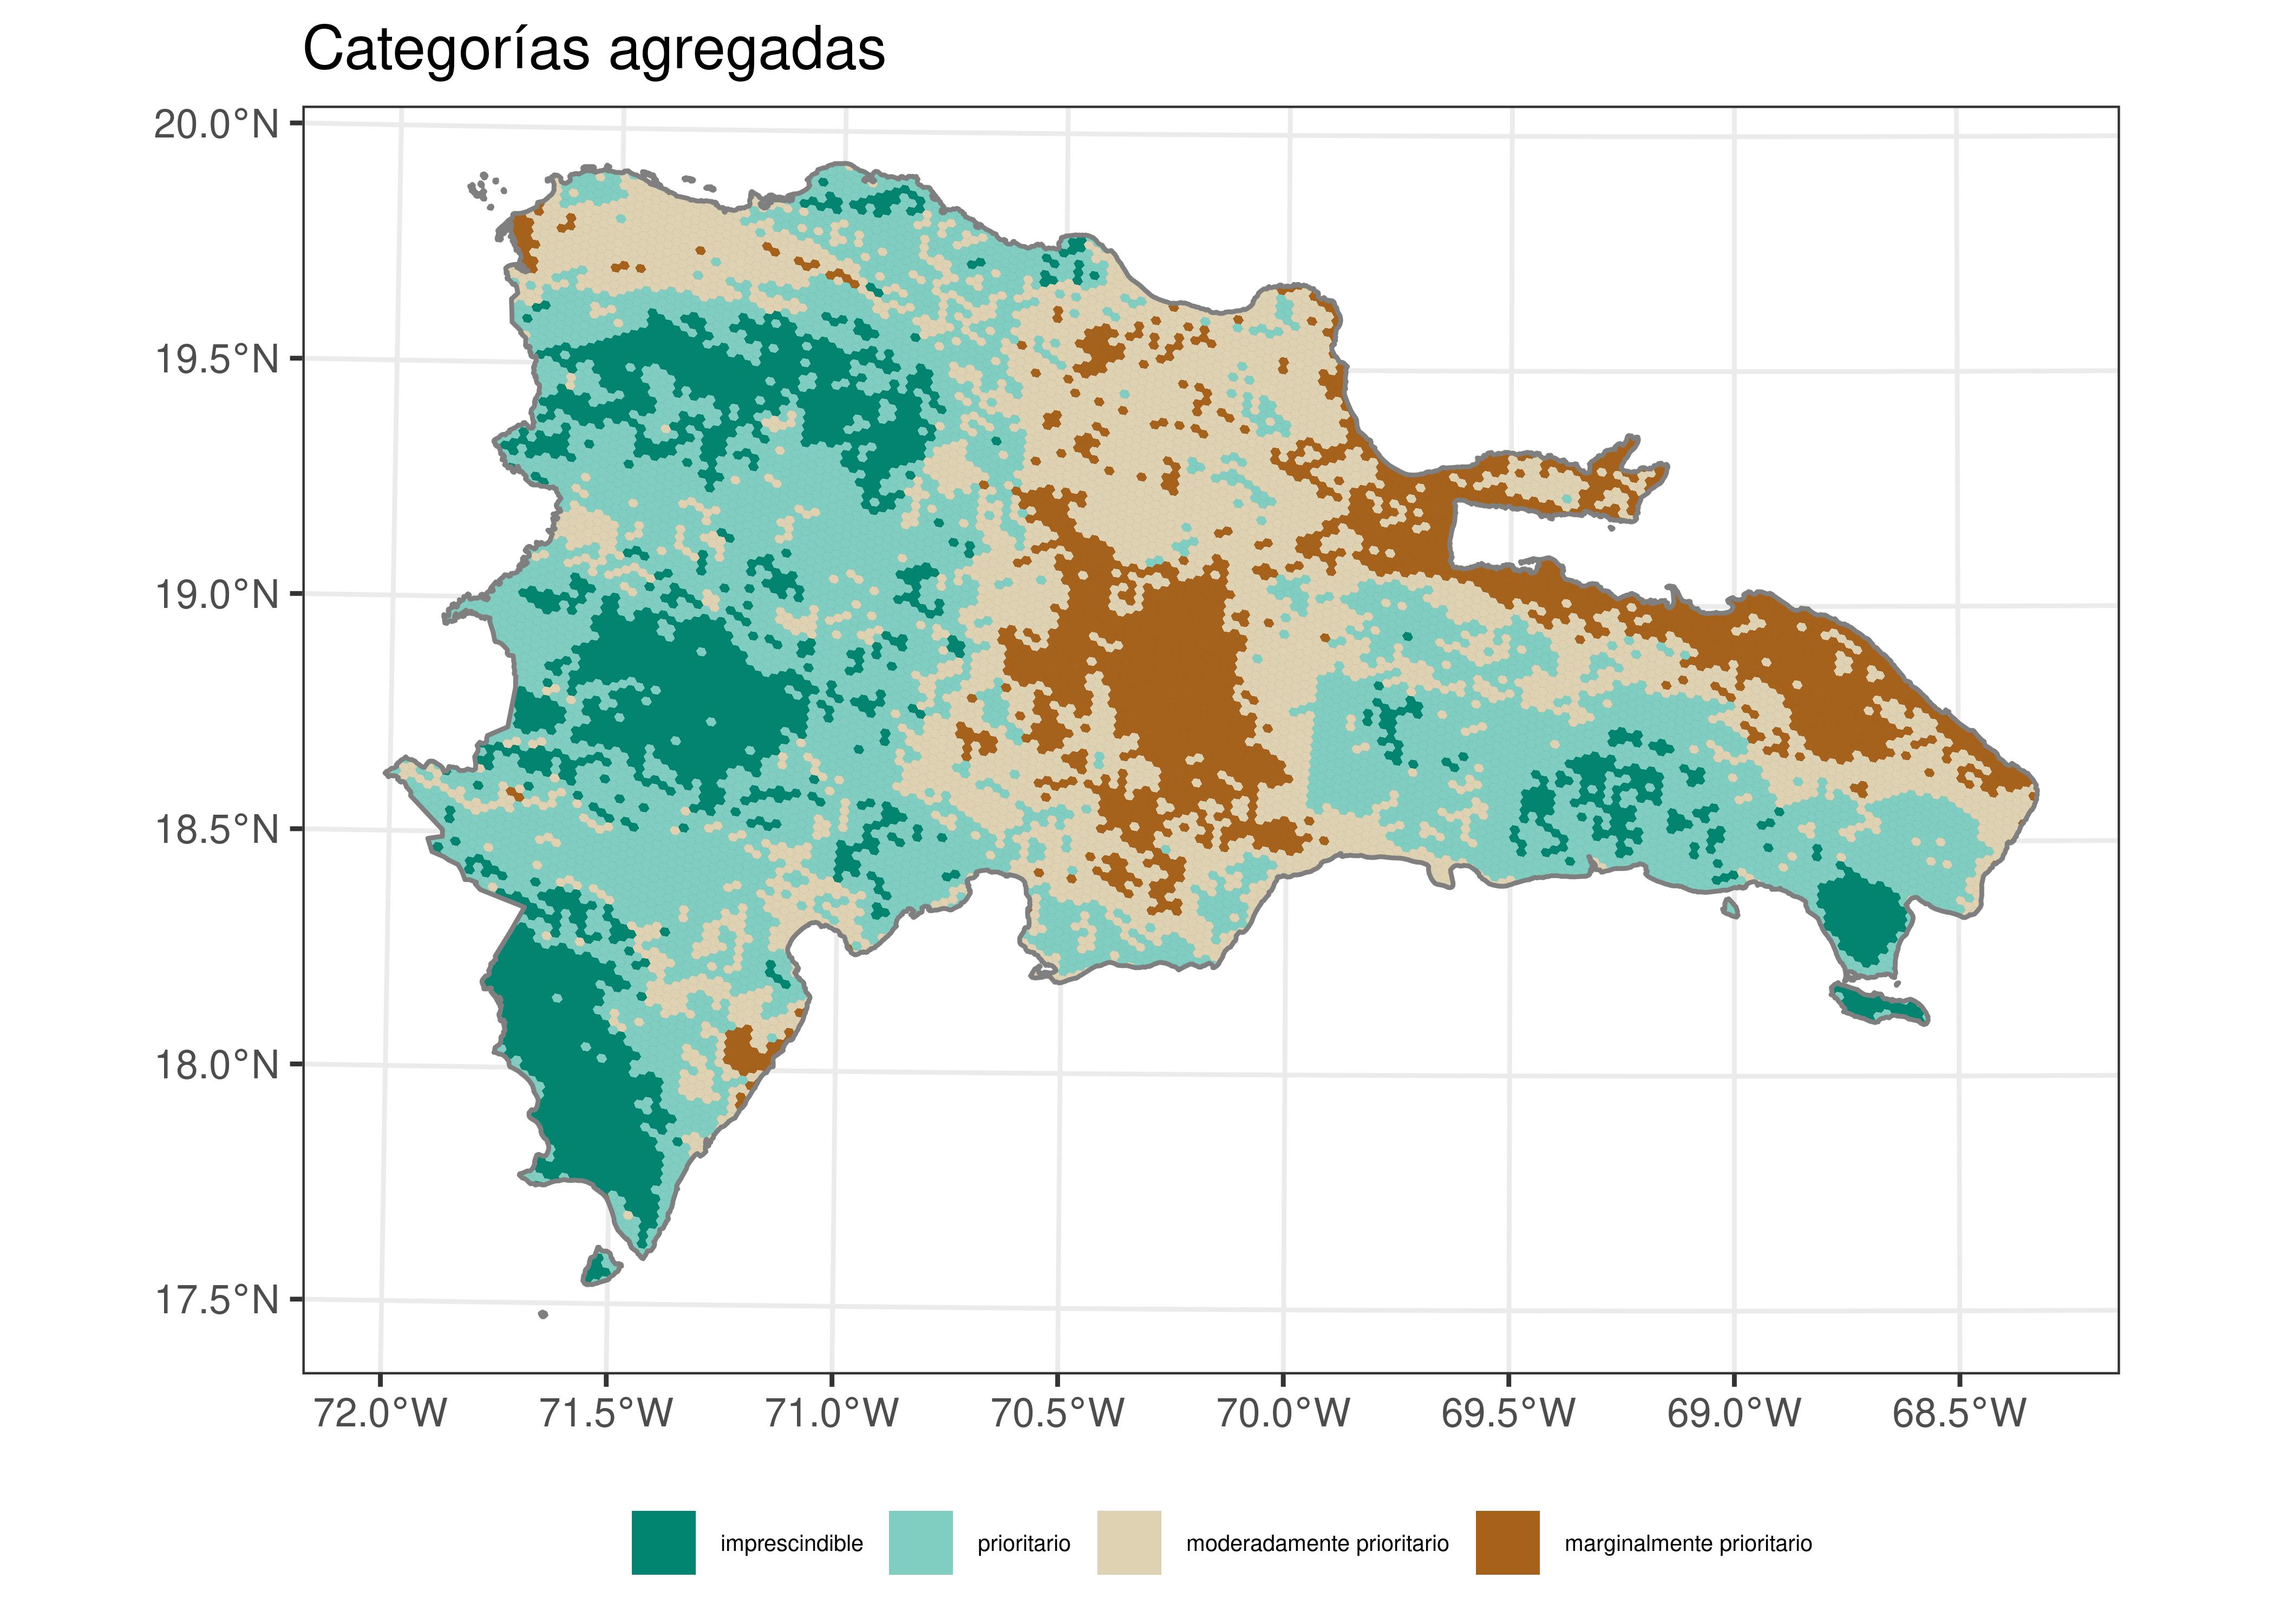 Categorías agregadas
20.0°N
19.5°N
19.0°N
18.5°N
18.0°N
17.5°N
72.0°W 71.5°W 71.0°W 70.5°W 70.0°W 69.5°W 69.0°W 68.5°W
imprescindible prioritario moderadamente prioritario marginalmente prioritario